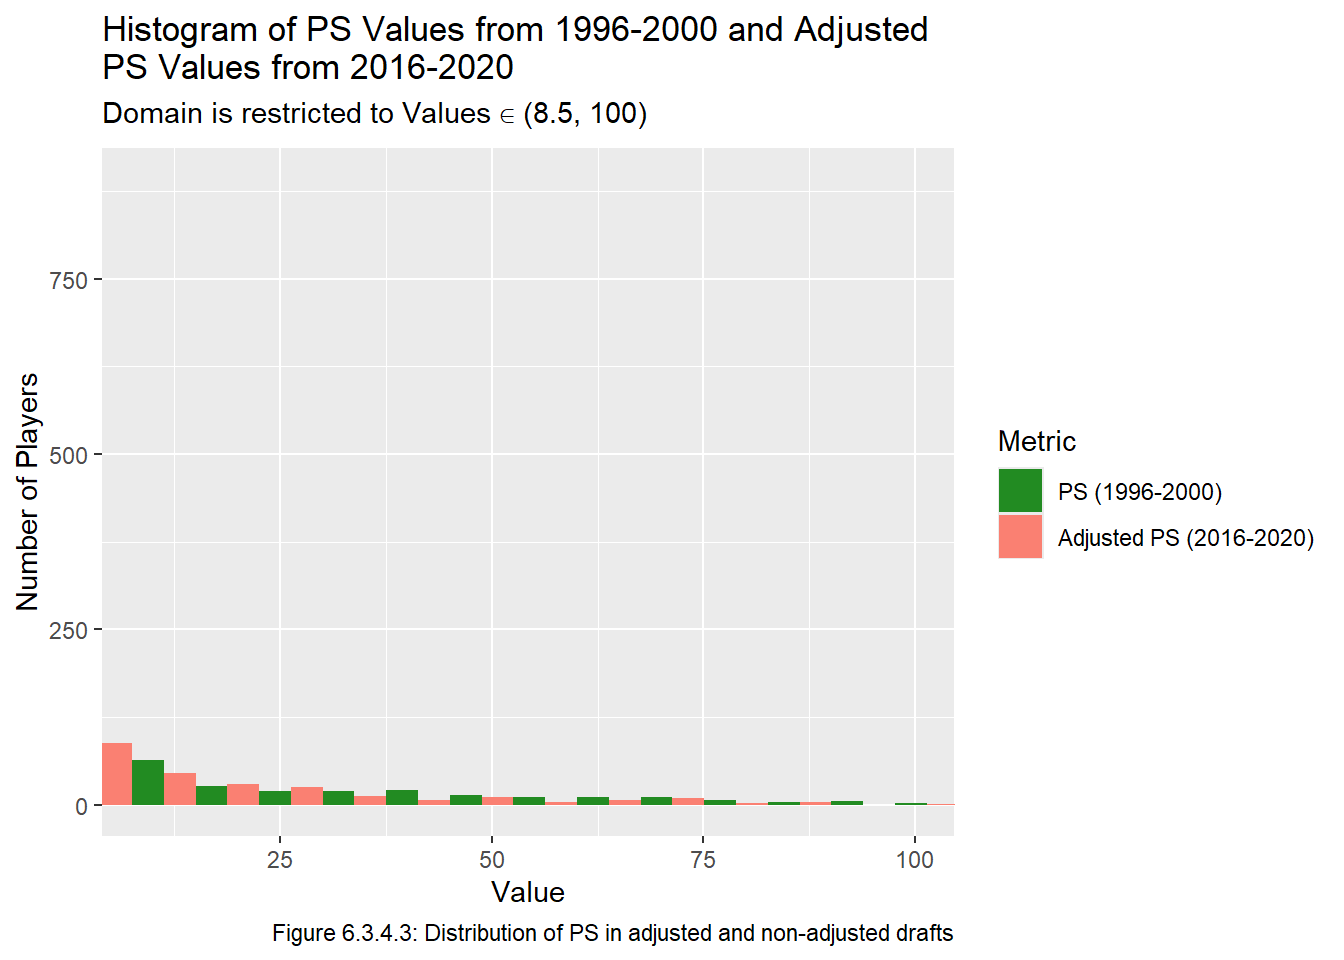 Histogram of PS Values from 1996-2000 and Adjusted
PS Values from 2016-2020
Domain is restricted to Values ∈ (8.5, 100)
Number of Players
750
500
250
0
25
50
75
100
Value
Metric
PS (1996-2000)
Adjusted PS (2016-2020)
Figure 6.3.4.3: Distribution of PS in adjusted and non-adjusted drafts